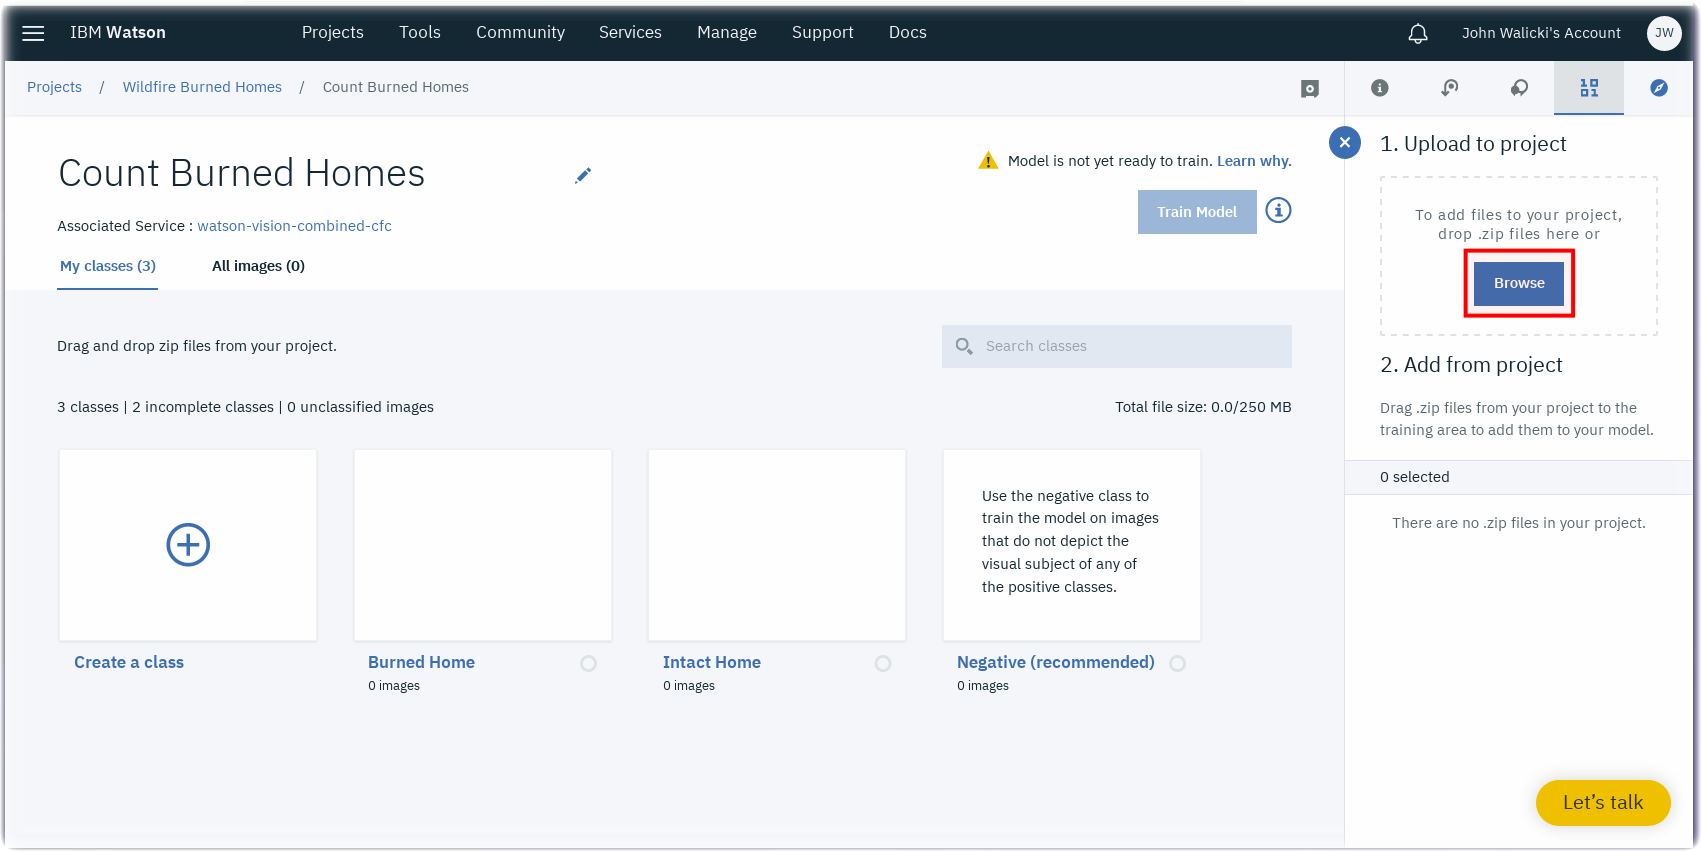 IBM Watson
Projects Tools Community Services Manage Support Docs
John Walicki's Account
JW
Projects / Wildfire Burned Homes / Count Burned Homes
Count Burned Homes
Model is not yet ready to train. Learn why.
Train Model
Associated Service : watson-vision-combined-cfc
My classes (3) All images (0)
Drag and drop zip files from your project.
Search classes
3 classes | 2 incomplete classes | 0 unclassified images
Total file size: 0.0/250 MB
Create a class
Burned Home
0 images
Intact Home
0 images
Use the negative class to
train the model on images
that do not depict the
visual subject of any of
the positive classes.
Negative (recommended)
0 images
1. Upload to project
To add files to your project,
drop .zip files here or
Browse
2. Add from project
Drag .zip files from your project to the
training area to add them to your model.
0 selected
There are no .zip files in your project.
Let's talk